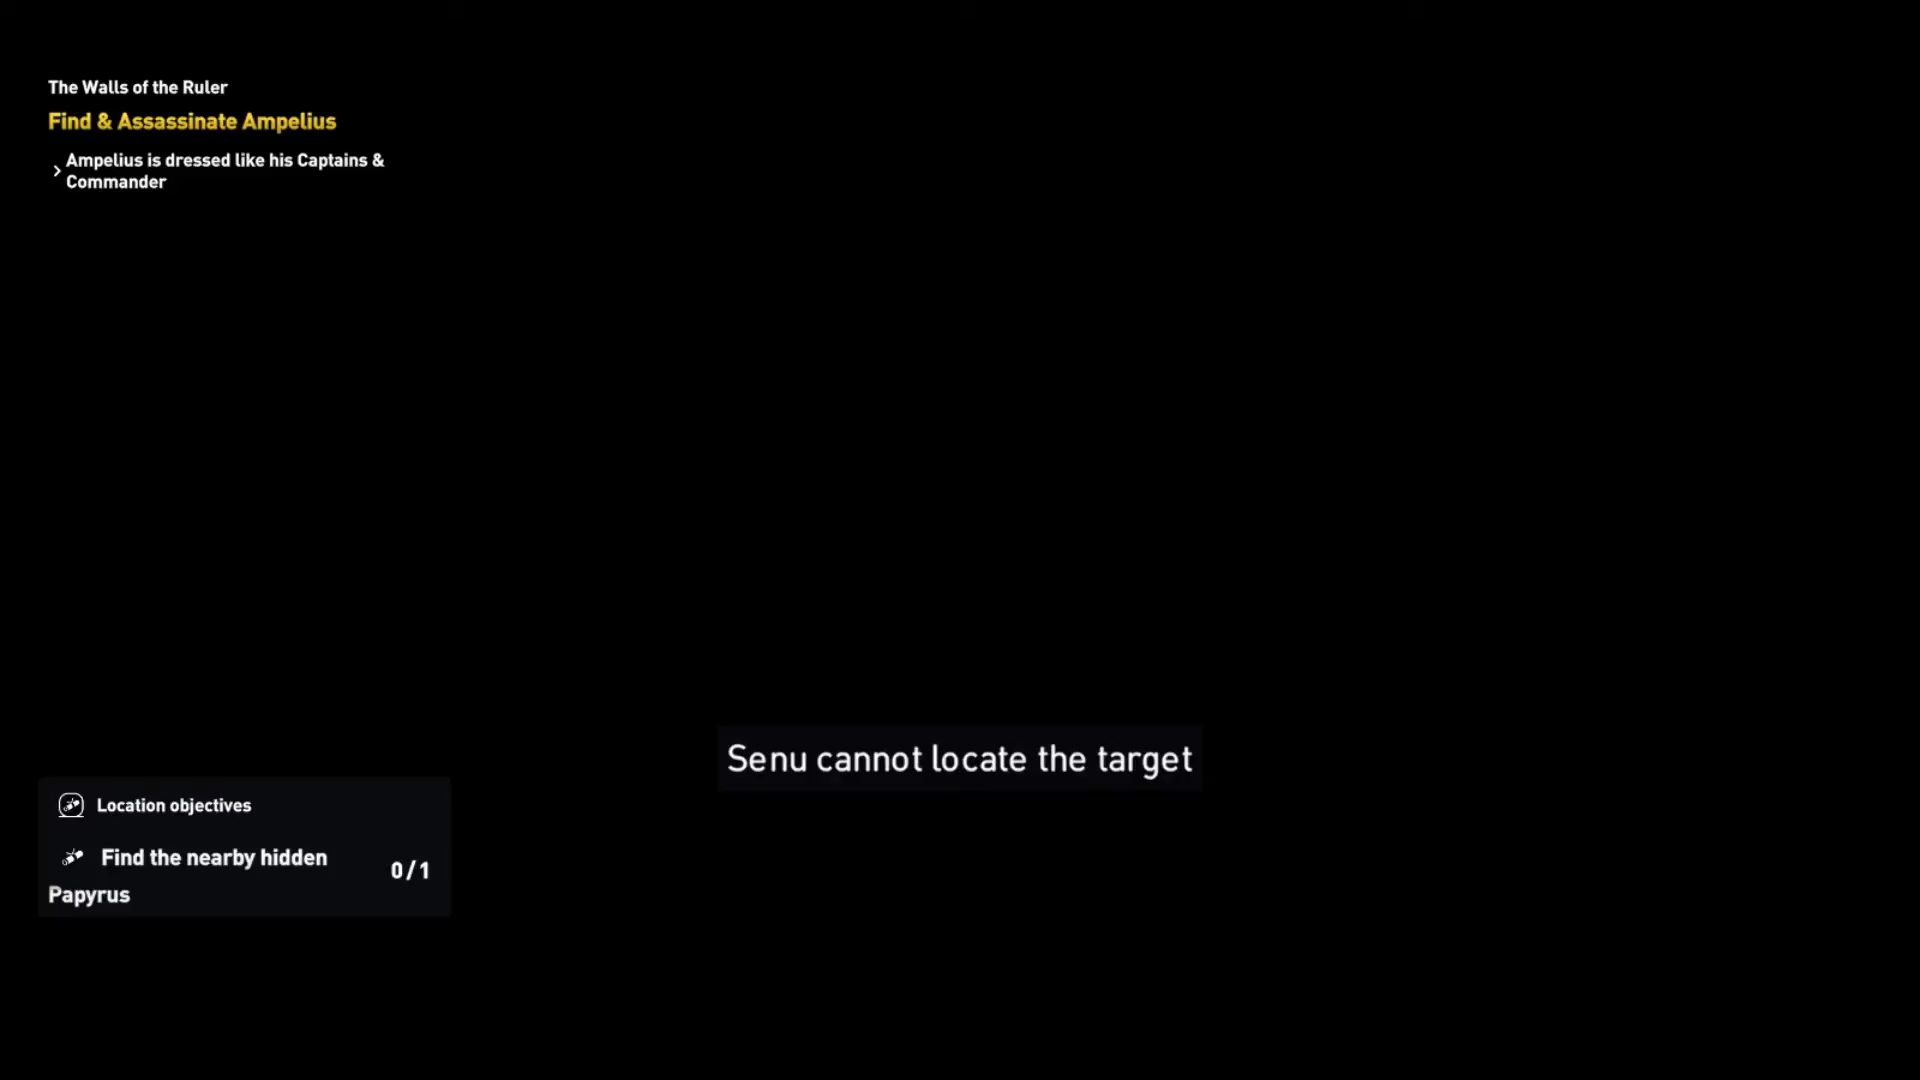 The Walls of the Ruler
Find & Assassinate Ampelius
Ampelius is dressed like his Captains &
Commander
Senu cannot locate the target
Location objectives
Find the nearby hidden
Papyrus
0/1